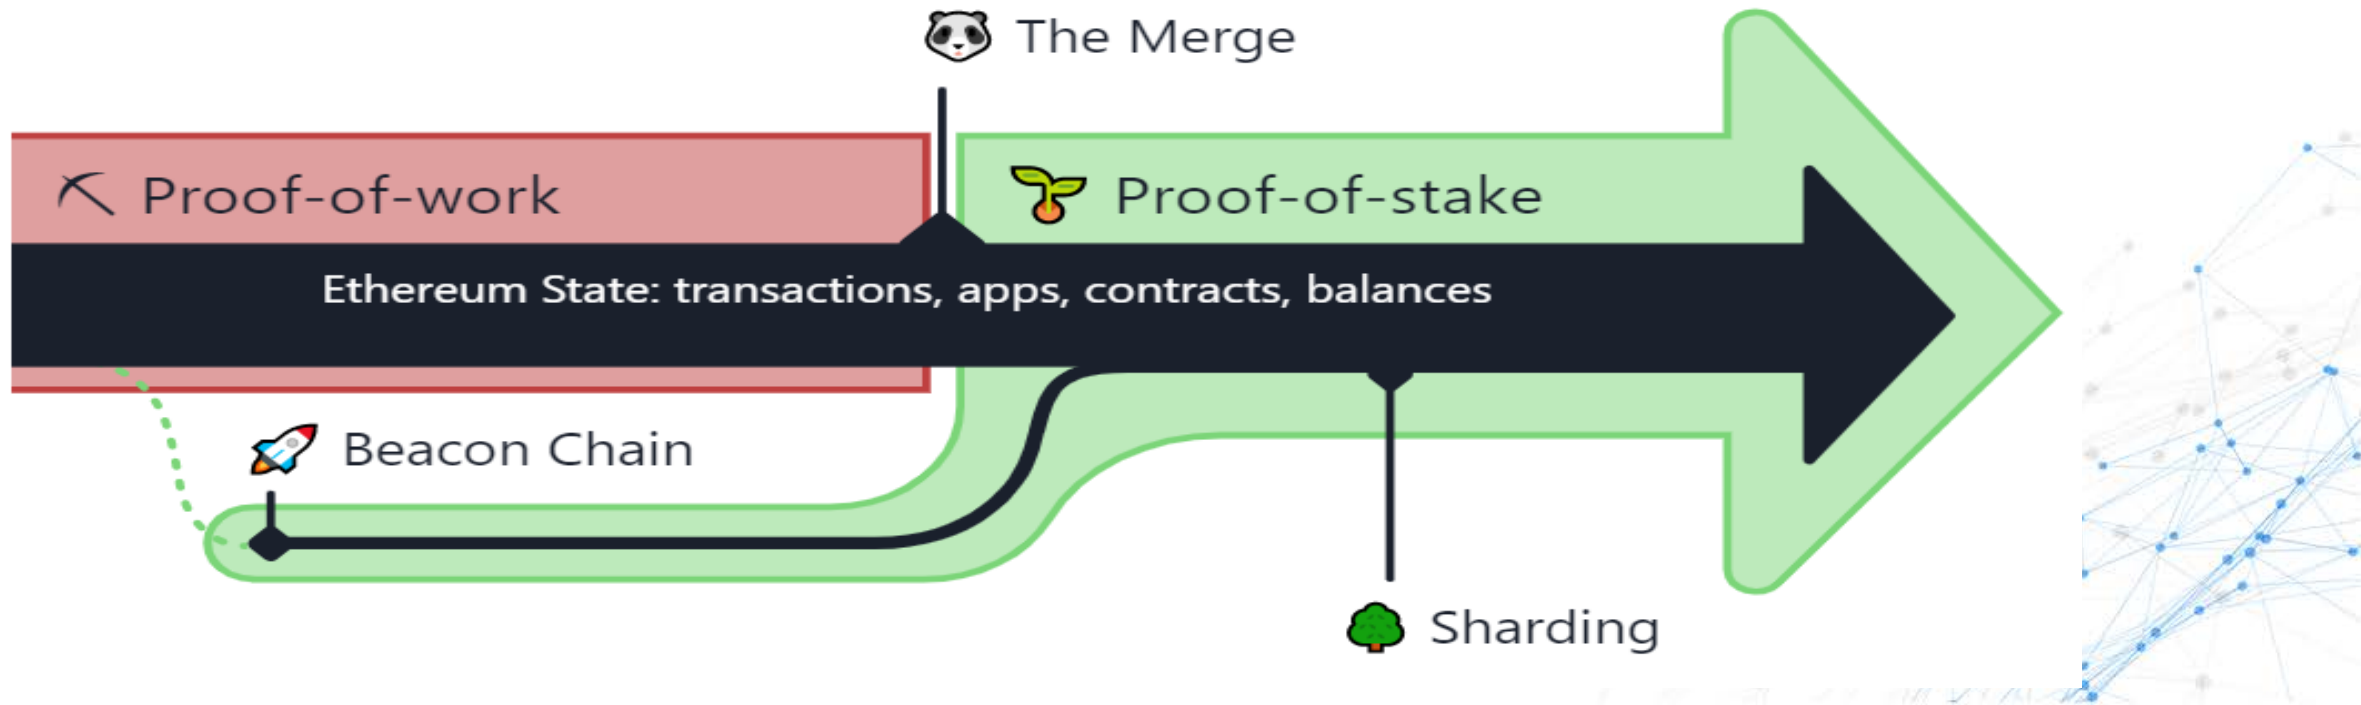 The Merge
Proof-of-work
Proof-of-stake
Ethereum State: transactions, apps, contracts, balances
Beacon Chain
Sharding